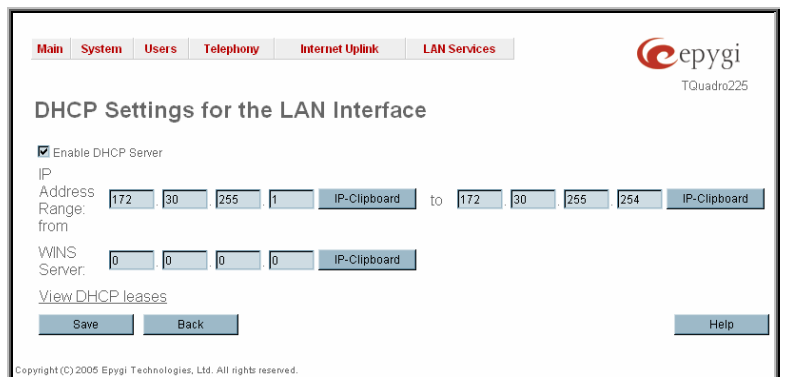 Main System Users Telephony Internet Uplink LAN Services
epygi
TQuadro225
DHCP Settings for the LAN Interface
Enable DHCP Server
IP
Address
Range:
from
172 . 30 . 255 . 1 IP-Clipboard to 172 . 30 . 255 . 254 IP-Clipboard
WINS
Server:
0 . 0 . 0 . 0 IP-Clipboard
View DHCP leases
Save Back Help
Copyright (C) 2005 Epygi Technologies, Ltd. All rights reserved.